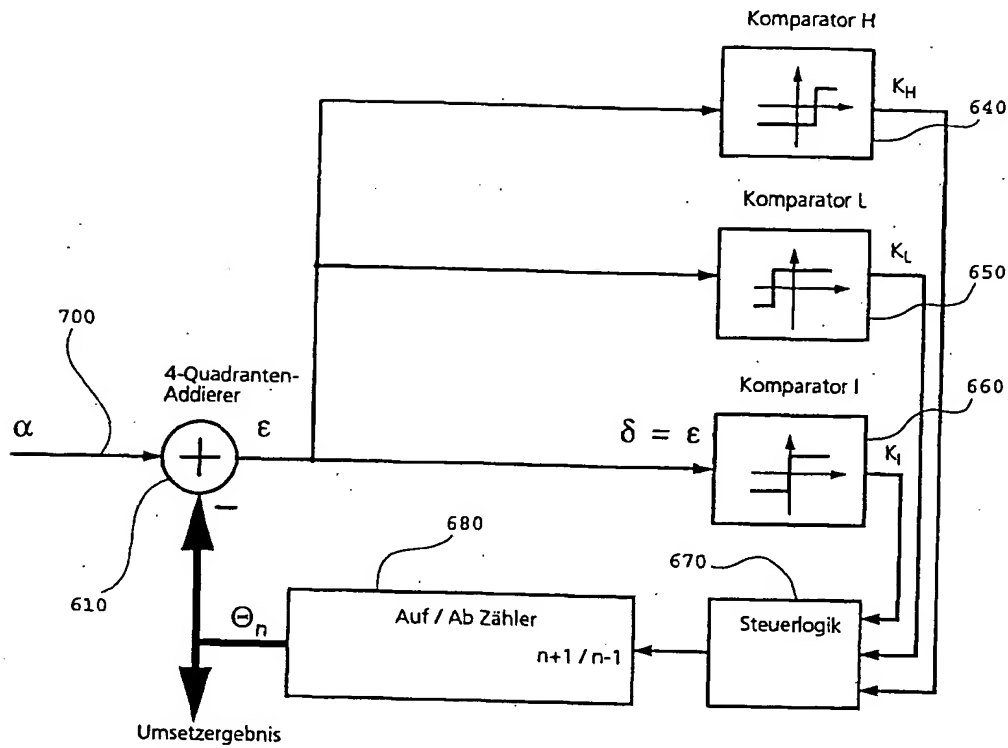 Komparator H
K_H
640
Komparator L
K_L
650
700
4-Quadranten-
Addierer
Komparator I
660
α
ε
δ = ε
K_I
+
−
680
670
610
Θ_n
Auf / Ab Zähler
n+1 / n-1
Steuerlogik
Umsetzergebnis